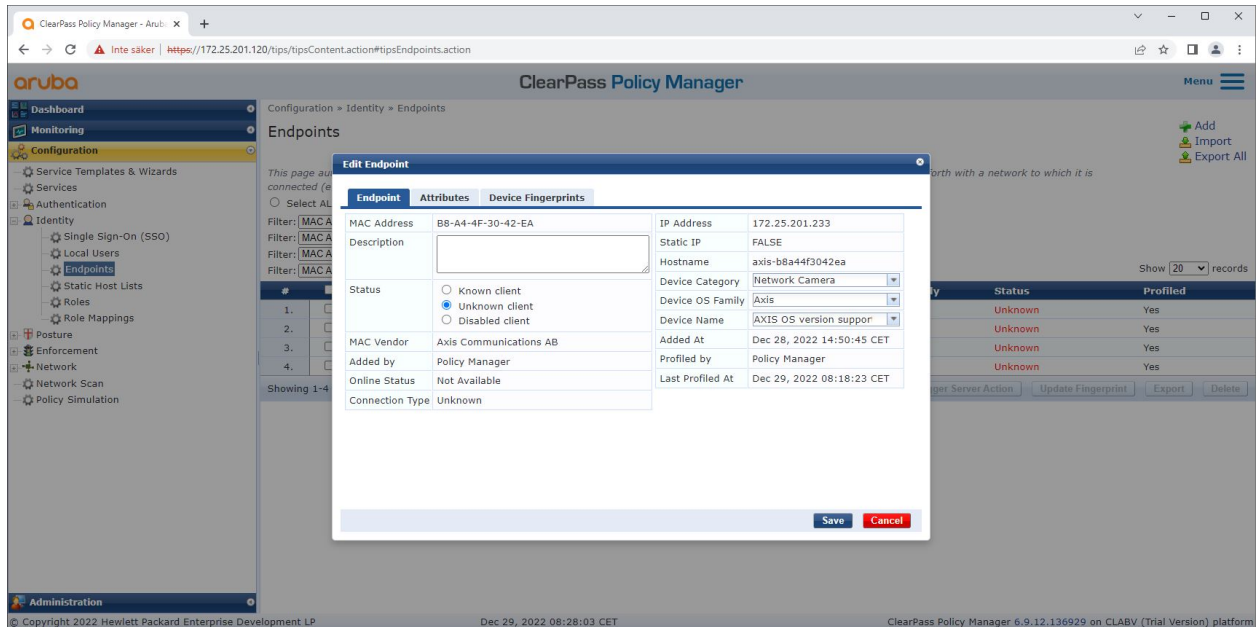 ClearPass Policy Manager - Arub
Inte säker | https://172.25.201.120/tips/tipsContent.action#tipsEndpoints.action
aruba
ClearPass Policy Manager
Menu
Dashboard
Monitoring
Configuration
Service Templates & Wizards
Services
Authentication
Identity
Single Sign-On (SSO)
Local Users
Endpoints
Static Host Lists
Roles
Role Mappings
Posture
Enforcement
Network
Network Scan
Policy Simulation
Administration
Configuration » Identity » Endpoints
Endpoints
Add
Import
Export All
This page au
orth with a network to which it is
connected (e
Select AL
Filter: MAC A
Filter: MAC A
Filter: MAC A
Filter: MAC A
Show 20 records
# Status Profiled
1. Unknown Yes
2. Unknown Yes
3. Unknown Yes
4. Unknown Yes
Showing 1-4
ger Server Action Update Fingerprint Export Delete
Edit Endpoint
Endpoint Attributes Device Fingerprints
MAC Address B8-A4-4F-30-42-EA
Description
Status Known client
Unknown client
Disabled client
MAC Vendor Axis Communications AB
Added by Policy Manager
Online Status Not Available
Connection Type Unknown
IP Address 172.25.201.233
Static IP FALSE
Hostname axis-b8a44f3042ea
Device Category Network Camera
Device OS Family Axis
Device Name AXIS OS version suppor
Added At Dec 28, 2022 14:50:45 CET
Profiled by Policy Manager
Last Profiled At Dec 29, 2022 08:18:23 CET
Save Cancel
© Copyright 2022 Hewlett Packard Enterprise Development LP
Dec 29, 2022 08:28:03 CET
ClearPass Policy Manager 6.9.12.136929 on CLABV (Trial Version) platform